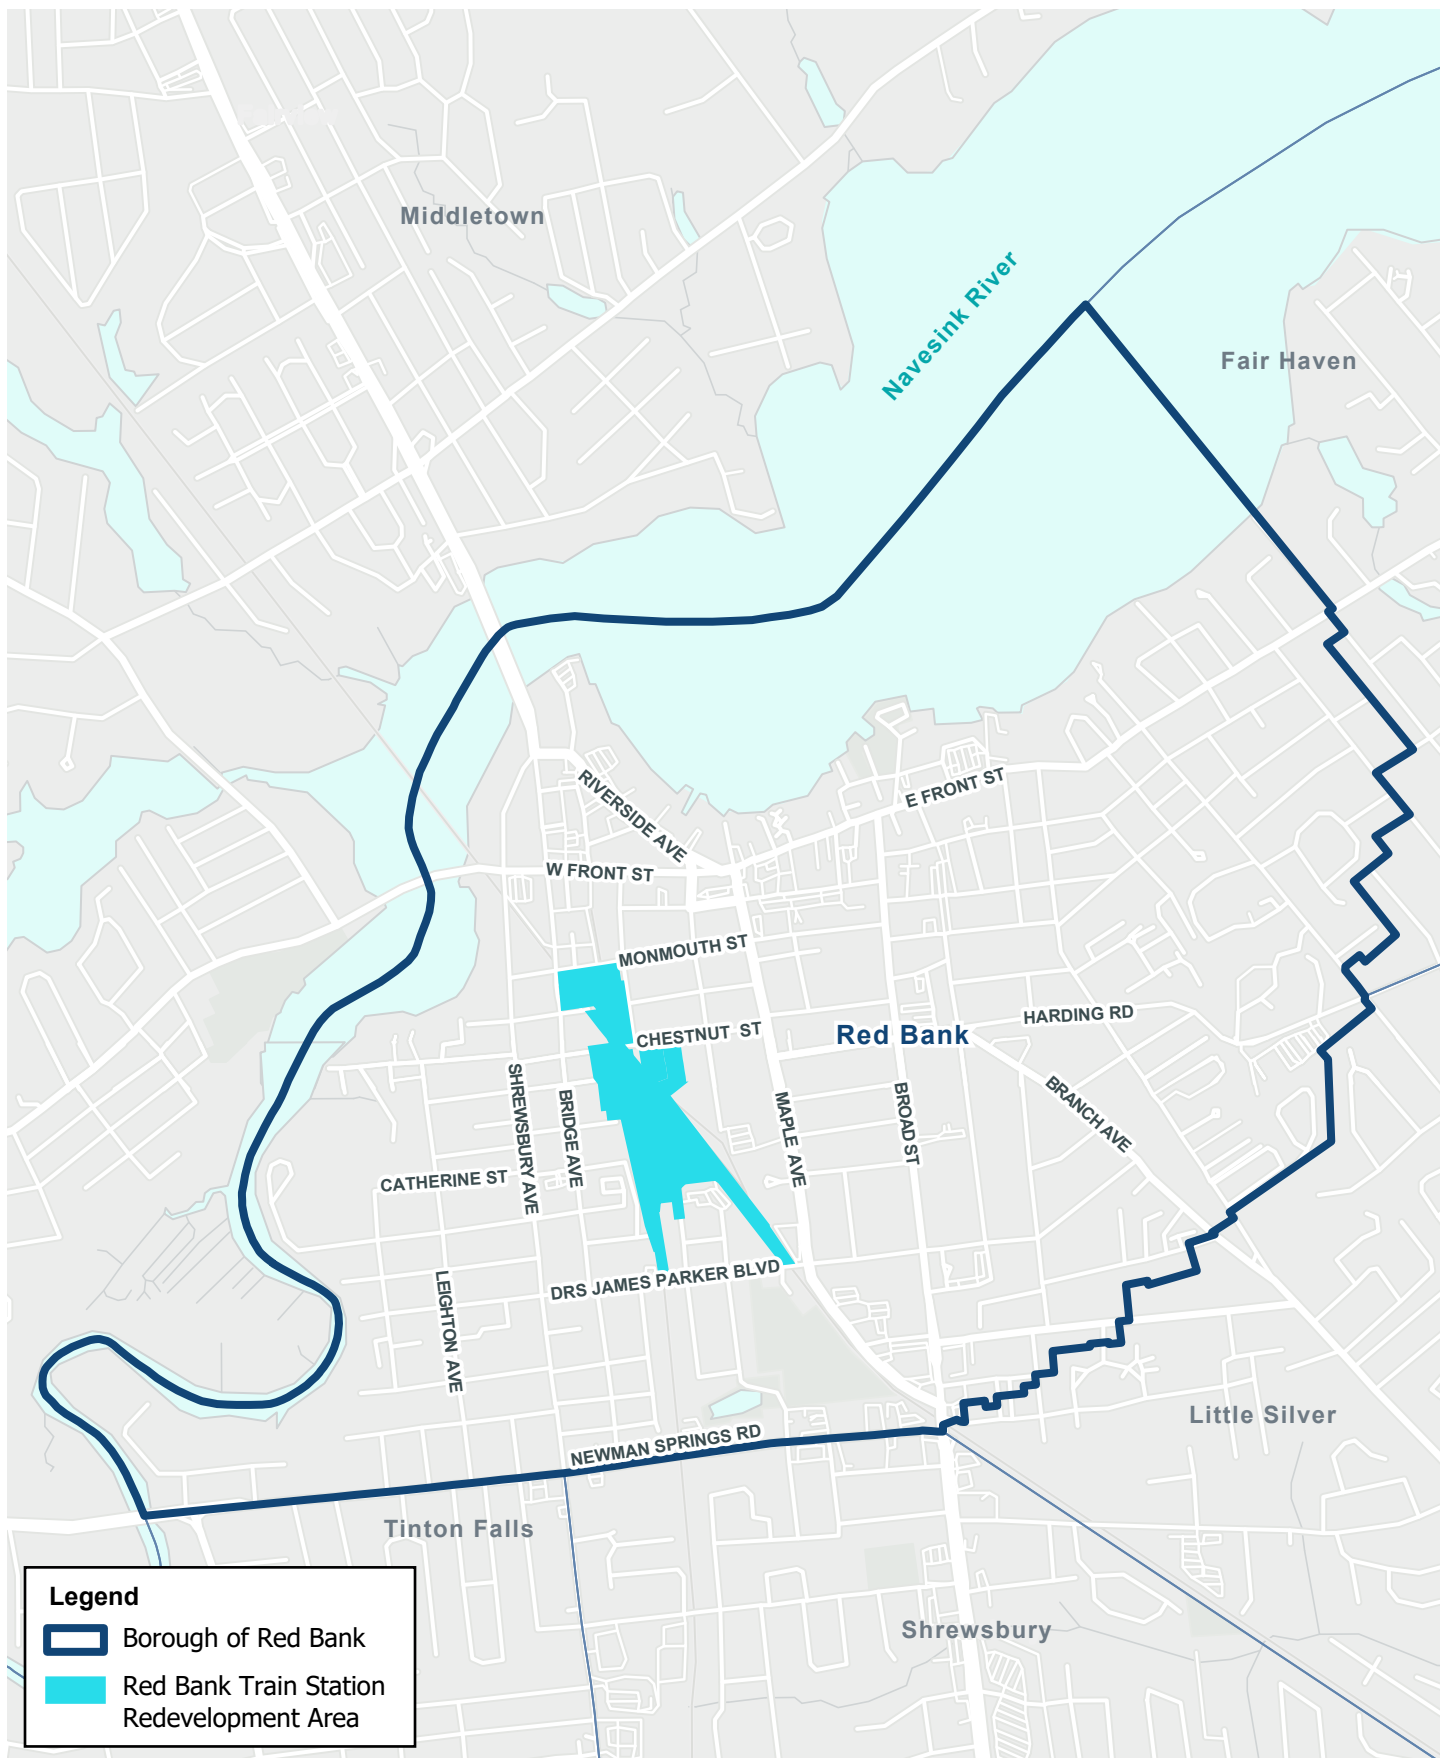 Middletown
Navesink River
Fair Haven
RIVERSIDE AVE
E FRONT ST
W FRONT ST
MONMOUTH ST
HARDING RD
CHESTNUT ST
Red Bank
SHREWSBURY AVE
BRIDGE AVE
MAPLE AVE
BROAD ST
BRANCH AVE
CATHERINE ST
DRS JAMES PARKER BLVD
LEIGHTON AVE
NEWMAN SPRINGS RD
Little Silver
Tinton Falls
Shrewsbury
Legend
Borough of Red Bank
Red Bank Train Station
Redevelopment Area